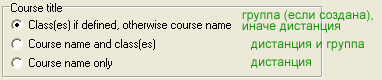 Course title
Class(es) if defined, otherwise course name
группа (если создана),
иначе дистанция
Course name and class(es)
дистанция и группа
Course name only
дистанция